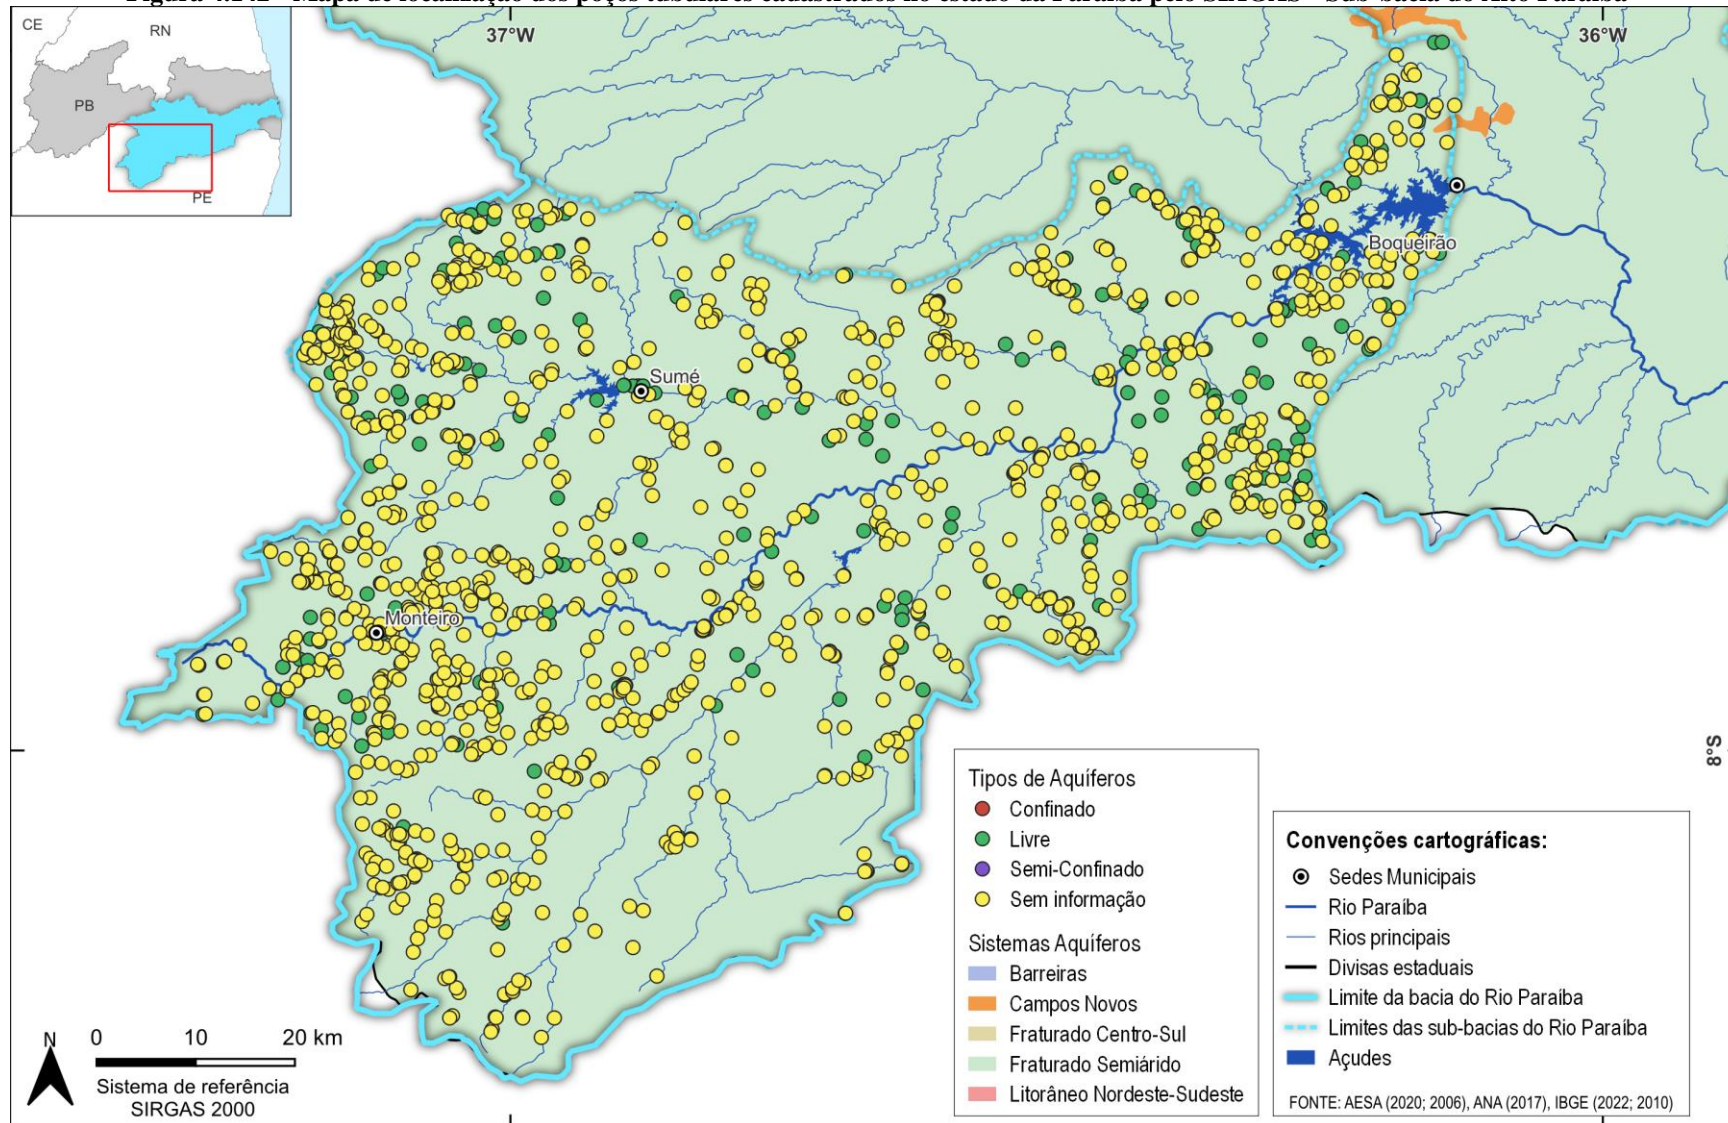 CE
RN
PB
PE
37°W
36°W
Boqueirão
Sumé
Monteiro
8°S
Tipos de Aquíferos
Confinado
Livre
Semi-Confinado
Sem informação
Sistemas Aquíferos
Barreiras
Campos Novos
Fraturado Centro-Sul
Fraturado Semiárido
Litorâneo Nordeste-Sudeste
Convenções cartográficas:
Sedes Municipais
Rio Paraíba
Rios principais
Divisas estaduais
Limite da bacia do Rio Paraíba
Limites das sub-bacias do Rio Paraíba
Açudes
FONTE: AESA (2020; 2006), ANA (2017), IBGE (2022; 2010)
N
0 10 20 km
Sistema de referência
SIRGAS 2000